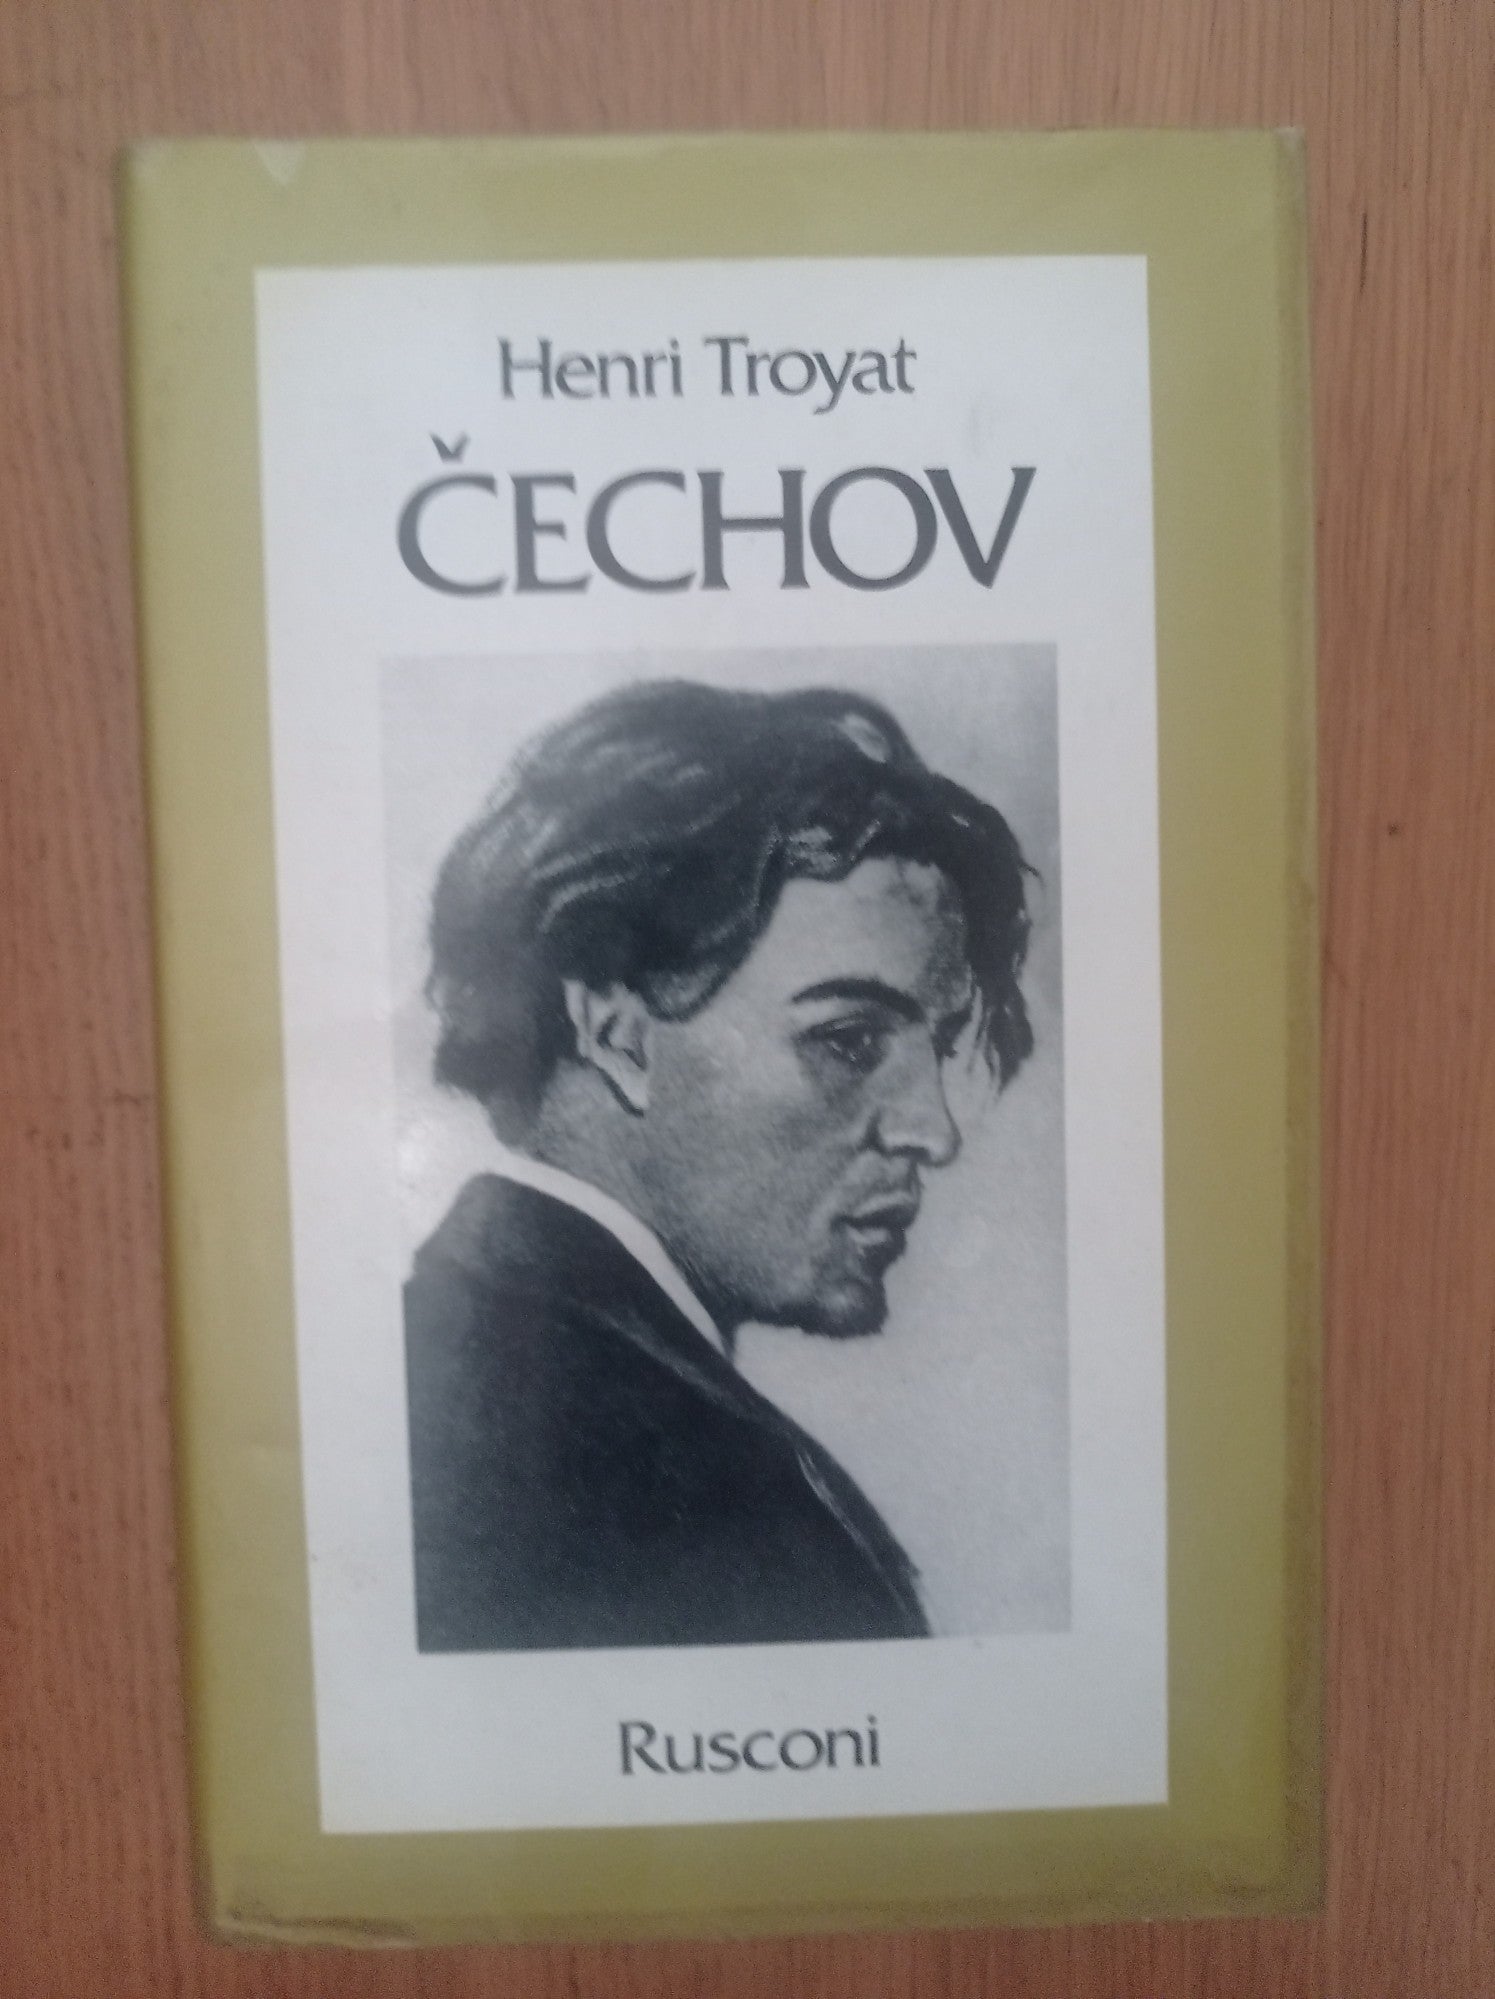 Henri Troyat
ČECHOV
Rusconi